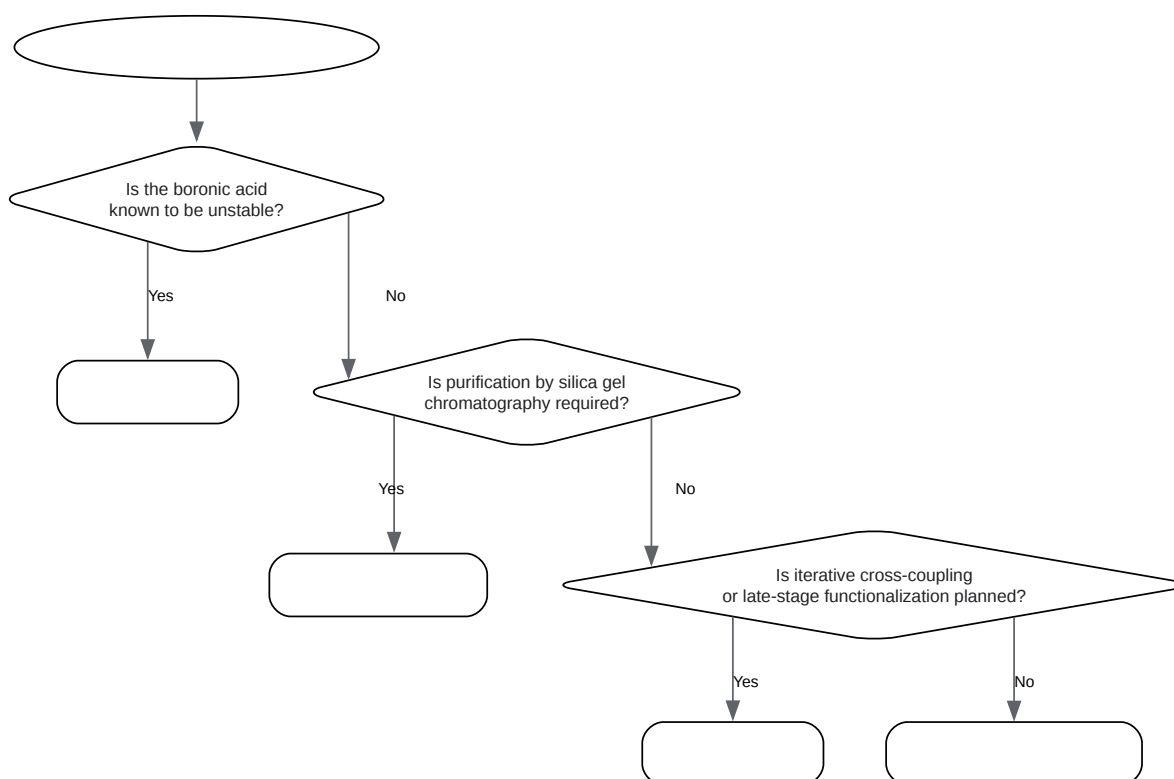 Is the boronic acid
known to be unstable?
Yes
No
Is purification by silica gel
chromatography required?
Yes
No
Is iterative cross-coupling
or late-stage functionalization planned?
Yes
No